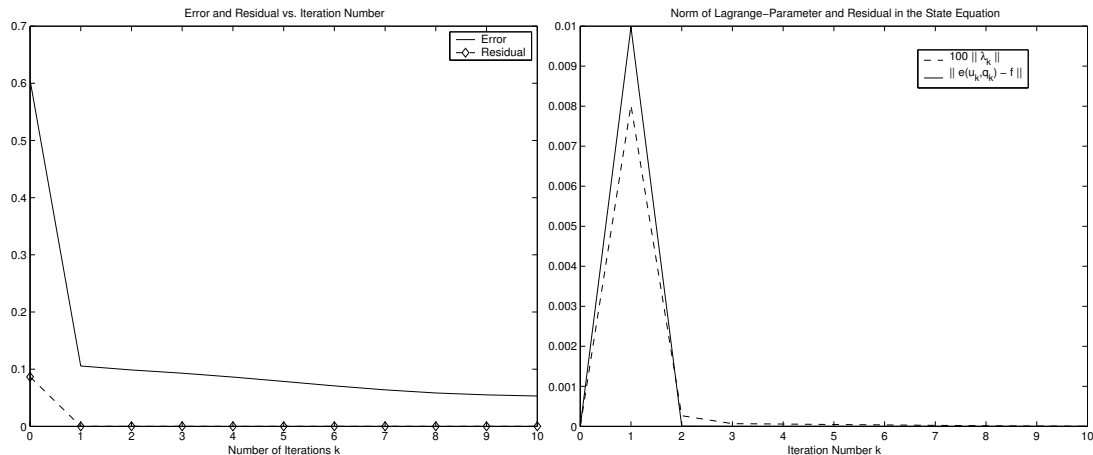 Error and Residual vs. Iteration Number
0.7
0.6
0.5
0.4
0.3
0.2
0.1
0
Error
Residual
0 1 2 3 4 5 6 7 8 9 10
Number of Iterations k
Norm of Lagrange−Parameter and Residual in the State Equation
0.01
0.009
0.008
0.007
0.006
0.005
0.004
0.003
0.002
0.001
0
100 || λ_k ||
|| e(u_k,q_k) − f ||
0 1 2 3 4 5 6 7 8 9 10
Iteration Number k